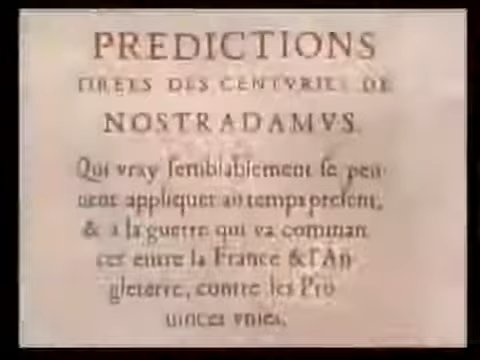 PREDICTIONS
TIREES DES CENTVRIES DE
NOSTRADAMVS.
Qui vray semblablement se peu-
uent appliquer au temps present,
& a la guerre qui va comman
cer entre la France & l'An
gleterre, contre les Pro
uinces vnies.